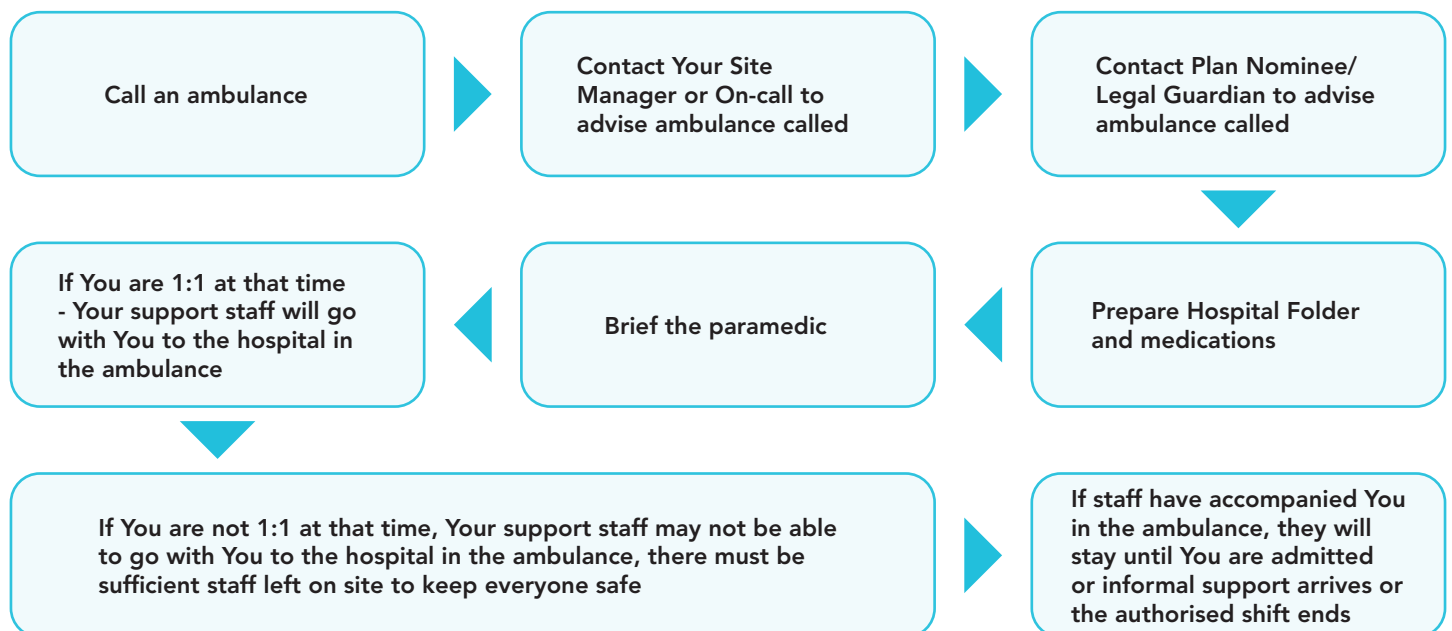 Call an ambulance
Contact Your Site
Manager or On-call to
advise ambulance called
Contact Plan Nominee/
Legal Guardian to advise
ambulance called
Prepare Hospital Folder
and medications
Brief the paramedic
If You are 1:1 at that time
- Your support staff will go
with You to the hospital in
the ambulance
If You are not 1:1 at that time, Your support staff may not be able
to go with You to the hospital in the ambulance, there must be
sufficient staff left on site to keep everyone safe
If staff have accompanied You
in the ambulance, they will
stay until You are admitted
or informal support arrives or
the authorised shift ends